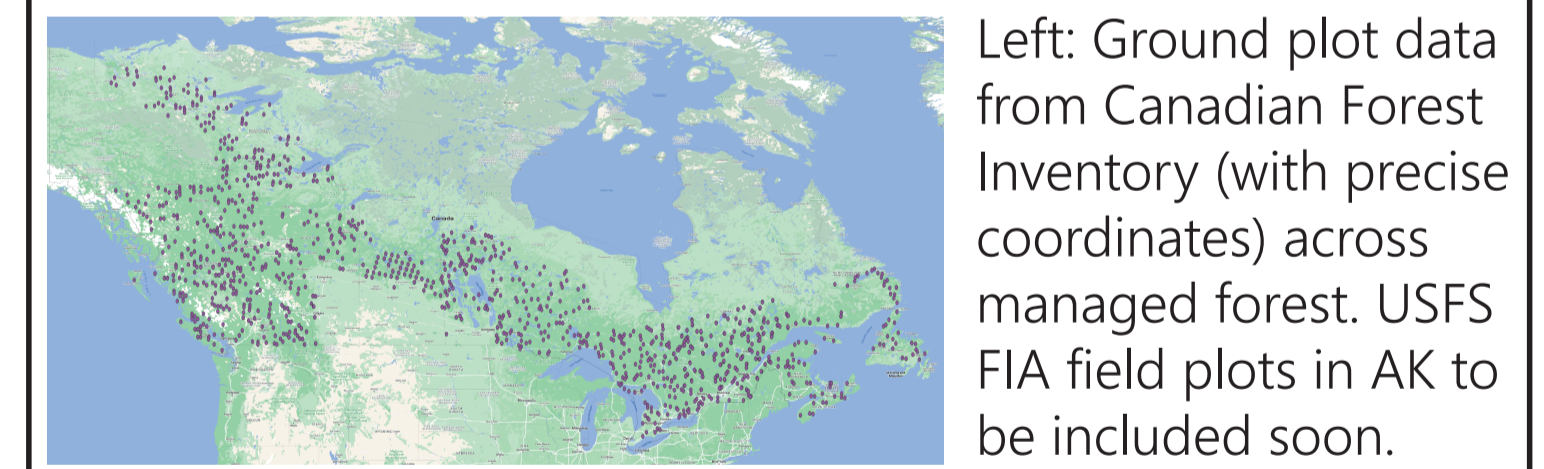 Canada
Left: Ground plot data
from Canadian Forest
Inventory (with precise
coordinates) across
managed forest. USFS
FIA field plots in AK to
be included soon.